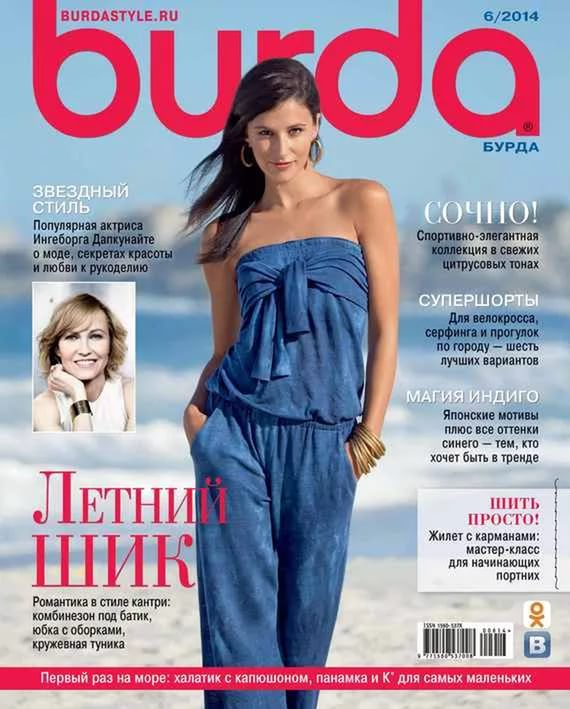 BURDASTYLE.RU
6/2014
burda
®
БУРДА
ЗВЕЗДНЫЙ
СТИЛЬ
Популярная актриса
Ингеборга Дапкунайте
о моде, секретах красоты
и любви к рукоделию
СОЧНО!
Спортивно-элегантная
коллекция в свежих
цитрусовых тонах
СУПЕРШОРТЫ
Для велокросса,
серфинга и прогулок
по городу — шесть
лучших вариантов
МАГИЯ ИНДИГО
Японские мотивы
плюс все оттенки
синего — тем, кто
хочет быть в тренде
ШИТЬ
ПРОСТО!
Жилет с карманами:
мастер-класс
для начинающих
портних
ЛЕТНИЙ
ШИК
Романтика в стиле кантри:
комбинезон под батик,
юбка с оборками,
кружевная туника
ISSN 1560-537X
00614
9 771560 537008
В
Первый раз на море: халатик с капюшоном, панамка и К° для самых маленьких